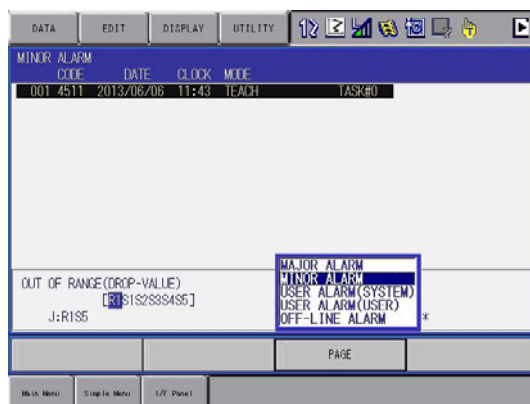 DATA EDIT DISPLAY UTILITY
MINOR ALARM
CODE DATE CLOCK MODE
001 4511 2013/06/06 11:43 TEACH TASK#0
MAJOR ALARM
MINOR ALARM
USER ALARM(SYSTEM)
USER ALARM(USER)
OFF-LINE ALARM
OUT OF RANGE(DROP-VALUE)
[R1S1S2S3S4S5]
J:R1S5 *
PAGE
Main Menu Simple Menu I/F Panel